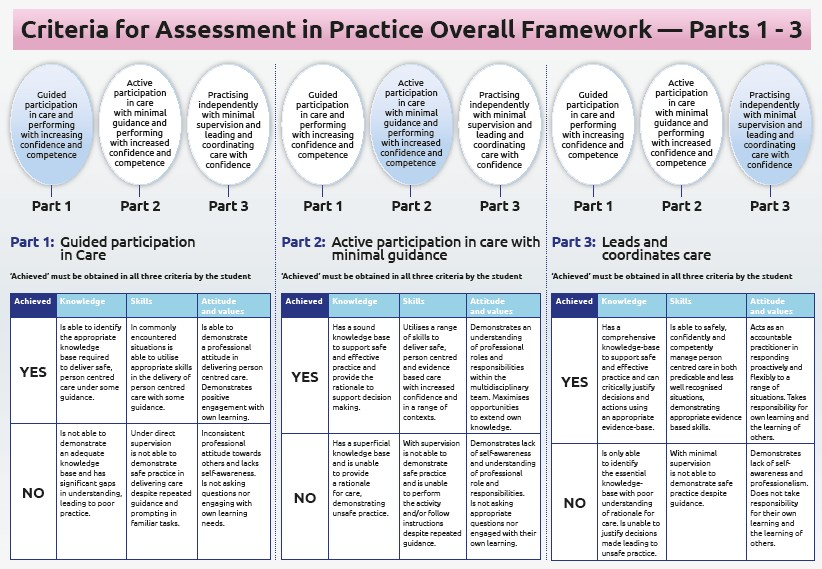 Criteria for Assessment in Practice Overall Framework — Parts 1 - 3
Guided
participation
in care and
performing
with increasing
confidence and
competence
Part 1
Active
participation
in care
with minimal
guidance and
performing
with increased
confidence and
competence
Part 2
Practising
independently
with minimal
supervision and
leading and
coordinating
care with
confidence
Part 3
Guided
participation
in care and
performing
with increasing
confidence and
competence
Part 1
Active
participation
in care
with minimal
guidance and
performing
with increased
confidence and
competence
Part 2
Practising
independently
with minimal
supervision and
leading and
coordinating
care with
confidence
Part 3
Guided
participation
in care and
performing
with increasing
confidence and
competence
Part 1
Active
participation
in care
with minimal
guidance and
performing
with increased
confidence and
competence
Part 2
Practising
independently
with minimal
supervision and
leading and
coordinating
care with
confidence
Part 3
Part 1: Guided participation
in Care
'Achieved' must be obtained in all three criteria by the student
Achieved
Knowledge
Skills
Attitude
and values
YES
Is able to identify
the appropriate
knowledge
base required
to deliver safe,
person centred
care under some
guidance.
In commonly
encountered
situations is
able to utilise
appropriate skills
in the delivery of
person centred
care with some
guidance.
Is able to
demonstrate
a professional
attitude in
delivering person
centred care.
Demonstrates
positive
engagement with
own learning.
NO
Is not able to
demonstrate
an adequate
knowledge
base and has
significant gaps
in understanding,
leading to poor
practice.
Under direct
supervision
is not able to
demonstrate
safe practice in
delivering care
despite repeated
guidance and
prompting in
familiar tasks.
Inconsistent
professional
attitude towards
others and lacks
self-awareness.
Is not asking
questions nor
engaging with
own learning
needs.
Part 2: Active participation in care with
minimal guidance
'Achieved' must be obtained in all three criteria by the student
Achieved
Knowledge
Skills
Attitude
and values
YES
Has a sound
knowledge base
to support safe
and effective
practice and
provide the
rationale to
support decision
making.
Utilises a range
of skills to
deliver safe,
person centred
and evidence
based care
with increased
confidence and
in a range of
contexts.
Demonstrates an
understanding
of professional
roles and
responsibilities
within the
multidisciplinary
team. Maximises
opportunities
to extend own
knowledge.
NO
Has a superficial
knowledge base
and is unable
to provide
a rationale
for care,
demonstrating
unsafe practice.
With supervision
is not able to
demonstrate
safe practice
and is unable
to perform
the activity
and/or follow
instructions
despite repeated
guidance.
Demonstrates lack
of self-awareness
and understanding
of professional
role and
responsibilities.
Is not asking
appropriate
questions nor
engaged with their
own learning.
Part 3: Leads and
coordinates care
'Achieved' must be obtained in all three criteria by the student
Achieved
Knowledge
Skills
Attitude
and values
YES
Has a
comprehensive
knowledge-base
to support safe
and effective
practice and can
critically justify
decisions and
actions using
an appropriate
evidence-base.
Is able to safely,
confidently and
competently
manage person
centred care in both
predictable and less
well recognised
situations,
demonstrating
appropriate evidence
based skills.
Acts as an
accountable
practitioner in
responding
proactively and
flexibly to a
range of
situations. Takes
responsibility for
own learning and
the learning of
others.
NO
Is only able
to identify
the essential
knowledge-
base with poor
understanding
of rationale for
care. Is unable to
justify decisions
made leading to
unsafe practice.
With minimal
supervision
is not able to
demonstrate safe
practice despite
guidance.
Demonstrates
lack of self-
awareness and
professionalism.
Does not take
responsibility
for their own
learning and
the learning of
others.